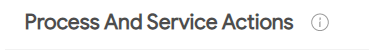 Process And Service Actions